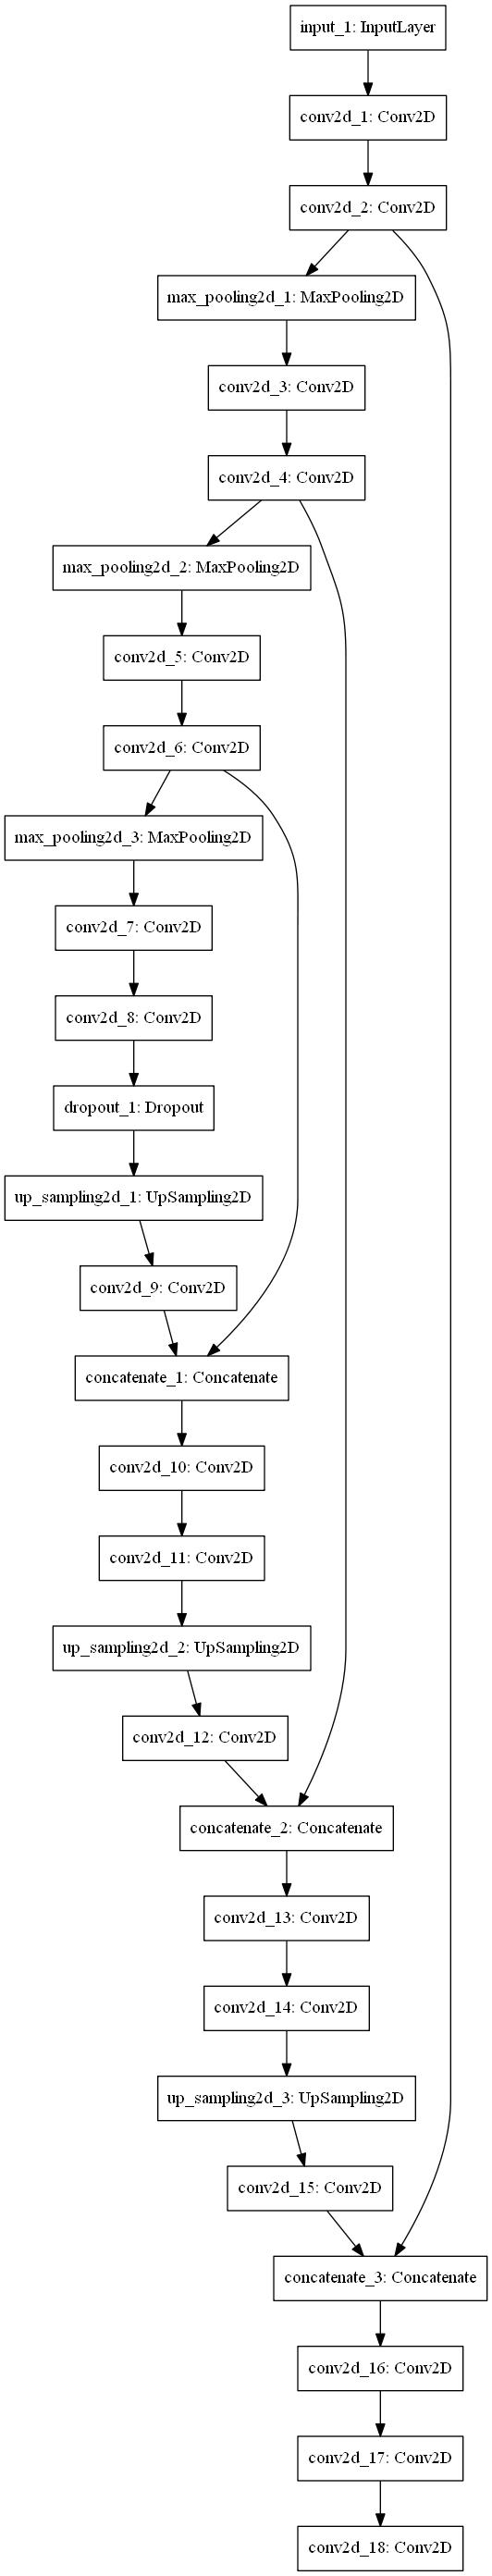 input_1: InputLayer
conv2d_1: Conv2D
conv2d_2: Conv2D
max_pooling2d_1: MaxPooling2D
conv2d_3: Conv2D
conv2d_4: Conv2D
max_pooling2d_2: MaxPooling2D
conv2d_5: Conv2D
conv2d_6: Conv2D
max_pooling2d_3: MaxPooling2D
conv2d_7: Conv2D
conv2d_8: Conv2D
dropout_1: Dropout
up_sampling2d_1: UpSampling2D
conv2d_9: Conv2D
concatenate_1: Concatenate
conv2d_10: Conv2D
conv2d_11: Conv2D
up_sampling2d_2: UpSampling2D
conv2d_12: Conv2D
concatenate_2: Concatenate
conv2d_13: Conv2D
conv2d_14: Conv2D
up_sampling2d_3: UpSampling2D
conv2d_15: Conv2D
concatenate_3: Concatenate
conv2d_16: Conv2D
conv2d_17: Conv2D
conv2d_18: Conv2D